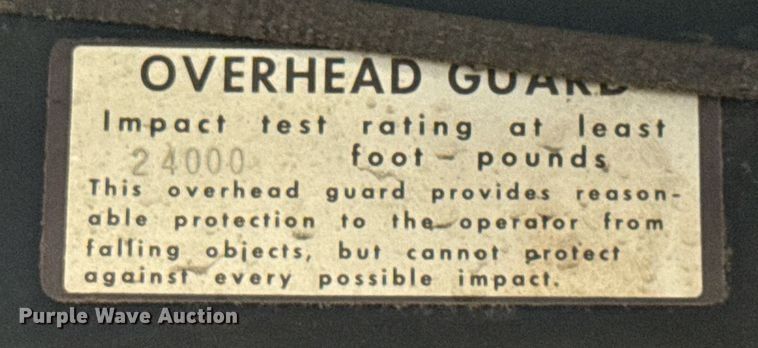 OVERHEAD GUARD
Impact test rating at least
24000 foot-pounds
This overhead guard provides reason-
able protection to the operator from
falling objects, but cannot protect
against every possible impact.
Purple Wave Auction